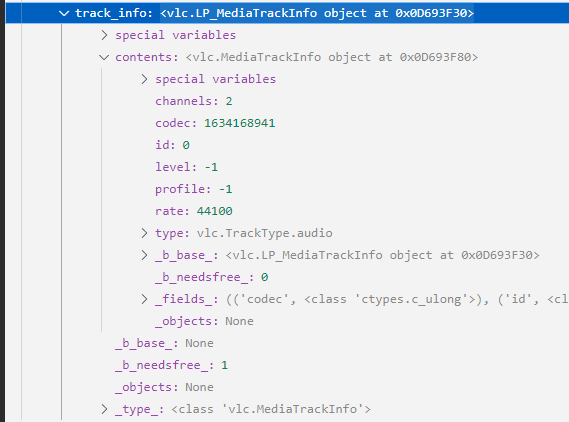 track_info: <vlc.LP_MediaTrackInfo object at 0x0D693F30>
special variables
contents: <vlc.MediaTrackInfo object at 0x0D693F80>
special variables
channels: 2
codec: 1634168941
id: 0
level: -1
profile: -1
rate: 44100
type: vlc.TrackType.audio
_b_base_: <vlc.LP_MediaTrackInfo object at 0x0D693F30>
_b_needsfree_: 0
_fields_: (('codec', <class 'ctypes.c_ulong'>), ('id', <cl
_objects: None
_b_base_: None
_b_needsfree_: 1
_objects: None
_type_: <class 'vlc.MediaTrackInfo'>